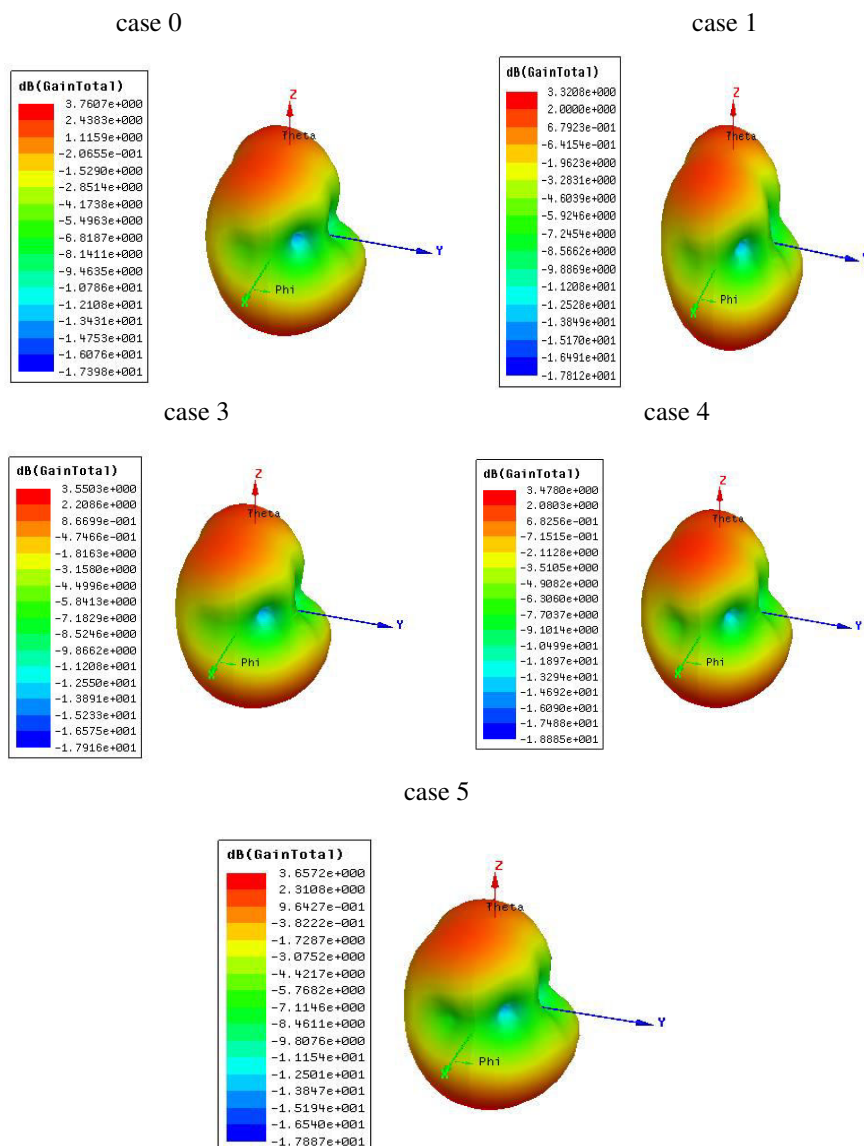 case 0
case 1
dB(GainTotal)
3.7607e+000
2.4383e+000
1.1159e+000
-2.0655e-001
-1.5290e+000
-2.8514e+000
-4.1738e+000
-5.4963e+000
-6.8187e+000
-8.1411e+000
-9.4635e+000
-1.0786e+001
-1.2108e+001
-1.3431e+001
-1.4753e+001
-1.6076e+001
-1.7398e+001
Z
Theta
Y
X
Phi
dB(GainTotal)
3.3208e+000
2.0000e+000
6.7923e-001
-6.4154e-001
-1.9623e+000
-3.2831e+000
-4.6039e+000
-5.9246e+000
-7.2454e+000
-8.5662e+000
-9.8869e+000
-1.1208e+001
-1.2528e+001
-1.3849e+001
-1.5170e+001
-1.6491e+001
-1.7812e+001
Z
Theta
X
Phi
case 3
case 4
dB(GainTotal)
3.5503e+000
2.2086e+000
8.6699e-001
-4.7466e-001
-1.8163e+000
-3.1580e+000
-4.4996e+000
-5.8413e+000
-7.1829e+000
-8.5246e+000
-9.8662e+000
-1.1208e+001
-1.2550e+001
-1.3891e+001
-1.5233e+001
-1.6575e+001
-1.7916e+001
Z
Theta
Y
X
Phi
dB(GainTotal)
3.4780e+000
2.0803e+000
6.8256e-001
-7.1515e-001
-2.1128e+000
-3.5105e+000
-4.9082e+000
-6.3060e+000
-7.7037e+000
-9.1014e+000
-1.0499e+001
-1.1897e+001
-1.3294e+001
-1.4692e+001
-1.6090e+001
-1.7488e+001
-1.8885e+001
Z
Theta
Y
X
Phi
case 5
dB(GainTotal)
3.6572e+000
2.3108e+000
9.6427e-001
-3.8222e-001
-1.7287e+000
-3.0752e+000
-4.4217e+000
-5.7682e+000
-7.1146e+000
-8.4611e+000
-9.8076e+000
-1.1154e+001
-1.2501e+001
-1.3847e+001
-1.5194e+001
-1.6540e+001
-1.7887e+001
Z
Theta
Y
X
Phi